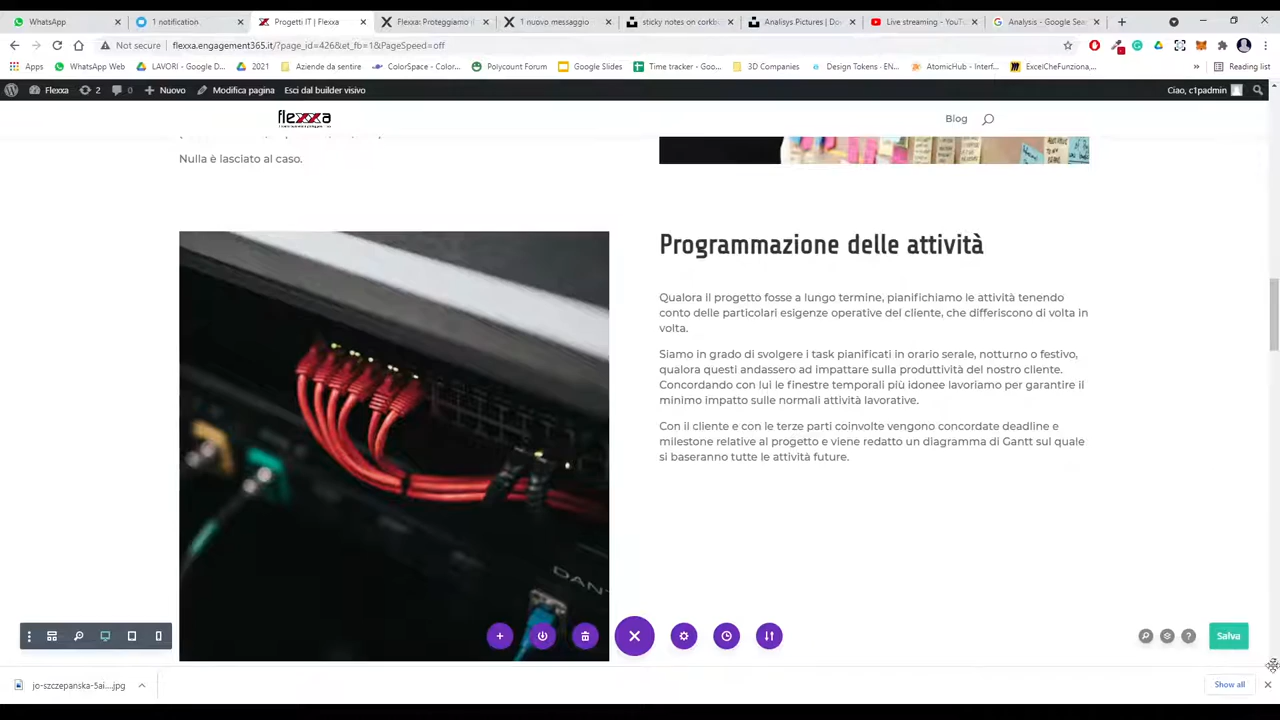 WhatsApp
1 notification
Progetti IT | Flexxa
Flexxa: Proteggiamo i
1 nuovo messaggio
sticky notes on corkb
Analisys Pictures | Dow
Live streaming - YouTu
Analysis - Google Sea
Not secure
flexxa.engagement365.it/?page_id=426&et_fb=1&PageSpeed=off
Apps
WhatsApp Web
LAVORI - Google D...
2021
Aziende da sentire
ColorSpace - Color...
Polycount Forum
Google Slides
Time tracker - Goo...
3D Companies
Design Tokens · EN...
AtomicHub - Interf...
ExcelCheFunziona,...
Reading list
Flexxa
2
0
Nuovo
Modifica pagina
Esci dal builder visivo
Ciao, c1padmin
flexxa
Blog
Nulla è lasciato al caso.
Programmazione delle attività
Qualora il progetto fosse a lungo termine, pianifichiamo le attività tenendo
conto delle particolari esigenze operative del cliente, che differiscono di volta in
volta.
Siamo in grado di svolgere i task pianificati in orario serale, notturno o festivo,
qualora questi andassero ad impattare sulla produttività del nostro cliente.
Concordando con lui le finestre temporali più idonee lavoriamo per garantire il
minimo impatto sulle normali attività lavorative.
Con il cliente e con le terze parti coinvolte vengono concordate deadline e
milestone relative al progetto e viene redatto un diagramma di Gantt sul quale
si baseranno tutte le attività future.
DAN
Salva
jo-szczepanska-5ai....jpg
Show all